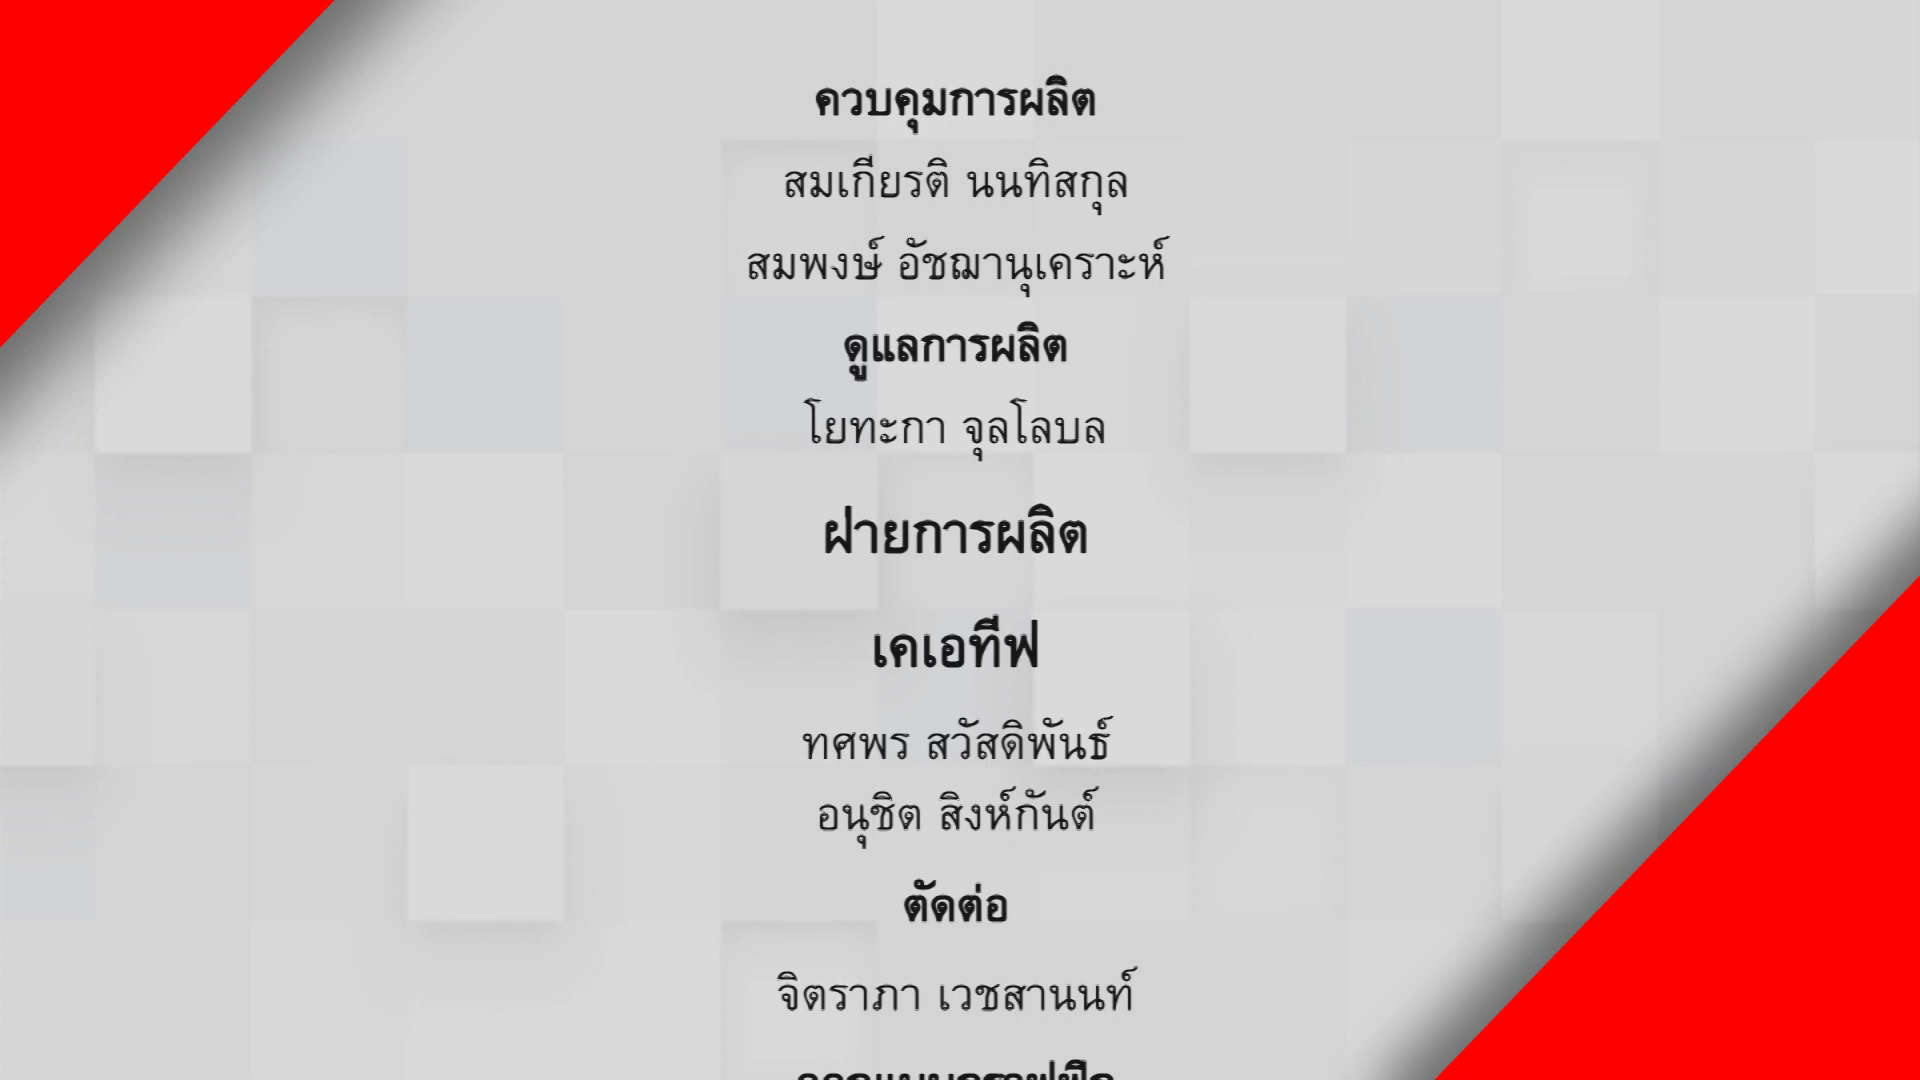 ควบคุมการผลิต
สมเกียรติ นนทิสกุล
สมพงษ์ อัชฌานุเคราะห์
ดูแลการผลิต
โยทะกา จุลโลบล
ฝ่ายการผลิต
เคเอทีฟ
ทศพร สวัสดิพันธ์
อนุชิต สิงห์กันต์
ตัดต่อ
จิตราภา เวชสานนท์